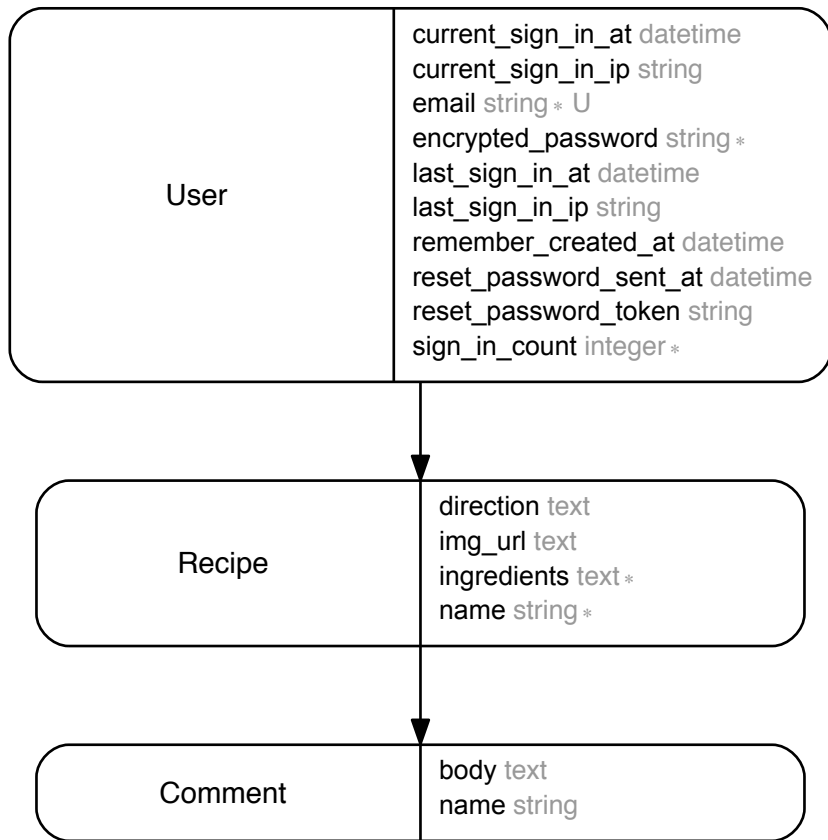 User
current_sign_in_at datetime
current_sign_in_ip string
email string * U
encrypted_password string *
last_sign_in_at datetime
last_sign_in_ip string
remember_created_at datetime
reset_password_sent_at datetime
reset_password_token string
sign_in_count integer *
Recipe
direction text
img_url text
ingredients text *
name string *
Comment
body text
name string